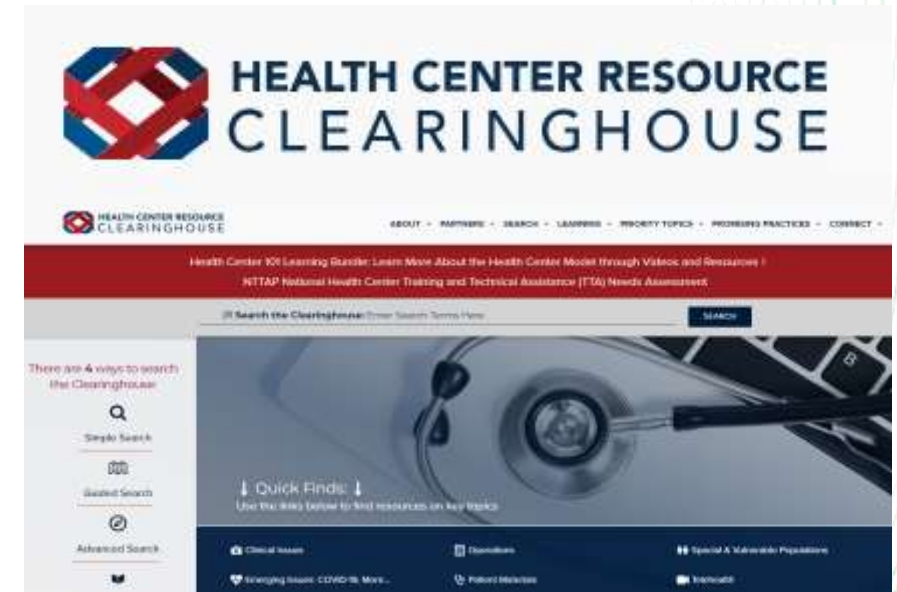 HEALTH CENTER RESOURCE
CLEARINGHOUSE
HEALTH CENTER RESOURCE
CLEARINGHOUSE
ABOUT PARTNERS SEARCH LEARNING PRIORITY TOPICS PROMISING PRACTICES CONNECT
Health Center 101 Learning Bundle: Learn More About the Health Center Model through Videos and Resources !
NTTAP National Health Center Training and Technical Assistance (TTA) Needs Assessment
Search the Clearinghouse: Enter Search Terms Here
SEARCH
There are 4 ways to search
the Clearinghouse:
Simple Search
Guided Search
Advanced Search
Quick Finds:
Use the links below to find resources on key topics
Clinical Issues
Operations
Special & Vulnerable Populations
Emerging Issues: COVID-19, More...
Patient Materials
Telehealth
B